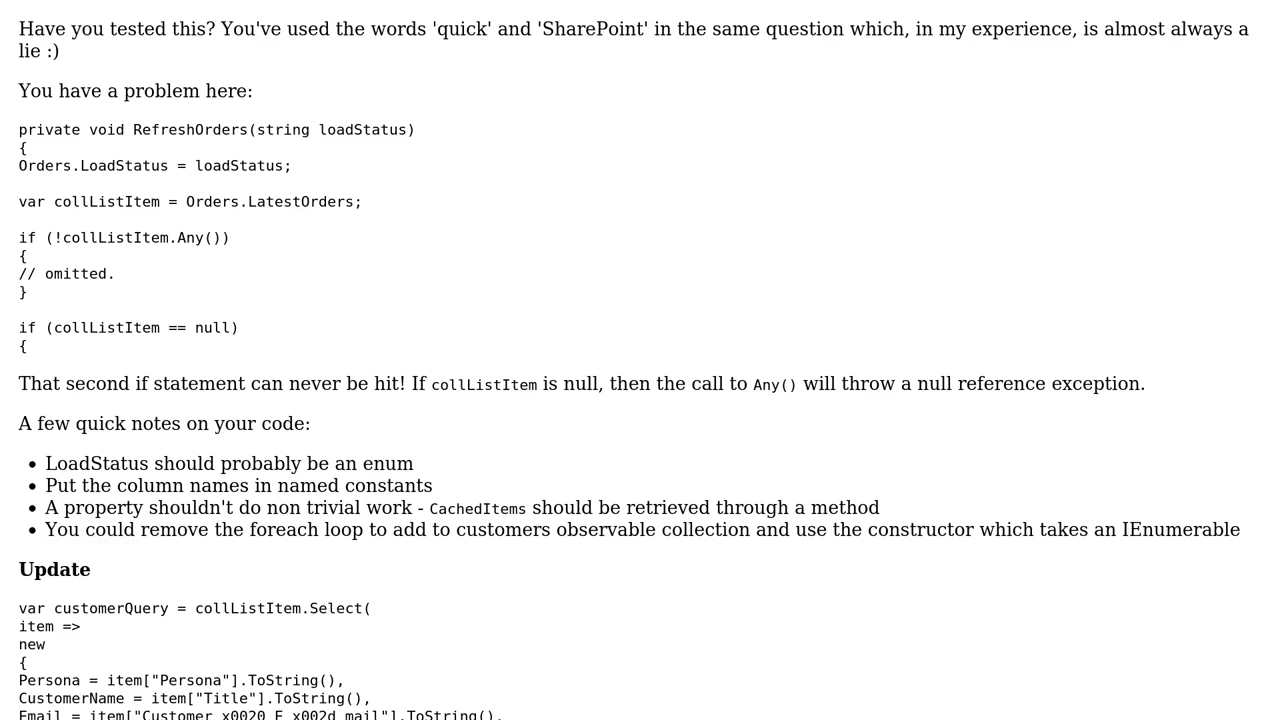 Have you tested this? You've used the words 'quick' and 'SharePoint' in the same question which, in my experience, is almost always a
lie :)
You have a problem here:
private void RefreshOrders(string loadStatus)
{
Orders.LoadStatus = loadStatus;
var collListItem = Orders.LatestOrders;
if (!collListItem.Any())
{
// omitted.
}
if (collListItem == null)
{
That second if statement can never be hit! If collListItem is null, then the call to Any() will throw a null reference exception.
A few quick notes on your code:
• LoadStatus should probably be an enum
• Put the column names in named constants
• A property shouldn't do non trivial work - CachedItems should be retrieved through a method
• You could remove the foreach loop to add to customers observable collection and use the constructor which takes an IEnumerable
Update
var customerQuery = collListItem.Select(
item =>
new
{
Persona = item["Persona"].ToString(),
CustomerName = item["Title"].ToString(),
Email = item["Customer_x0020_E_x002d_mail"].ToString(),